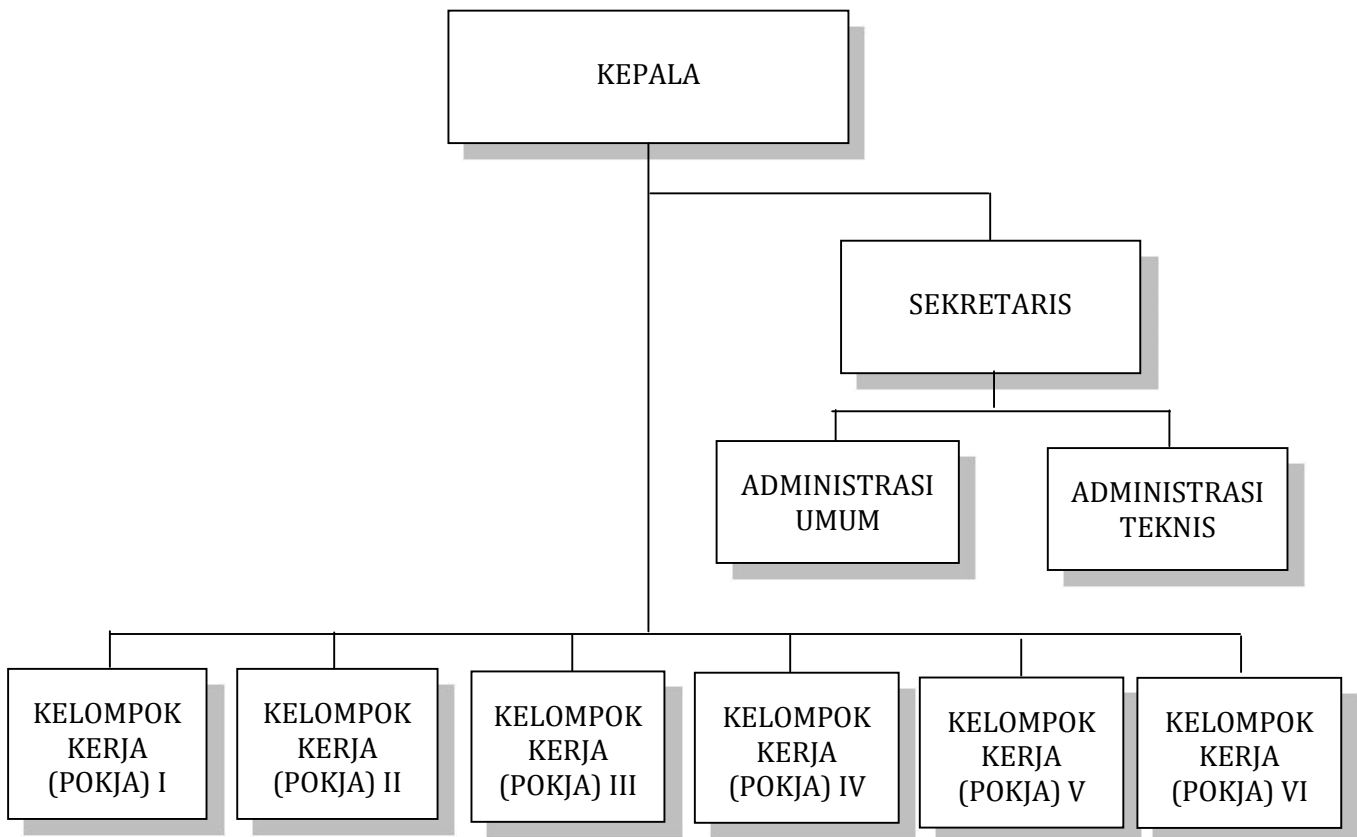 KEPALA
SEKRETARIS
ADMINISTRASI
UMUM
ADMINISTRASI
TEKNIS
KELOMPOK
KERJA
(POKJA) I
KELOMPOK
KERJA
(POKJA) II
KELOMPOK
KERJA
(POKJA) III
KELOMPOK
KERJA
(POKJA) IV
KELOMPOK
KERJA
(POKJA) V
KELOMPOK
KERJA
(POKJA) VI